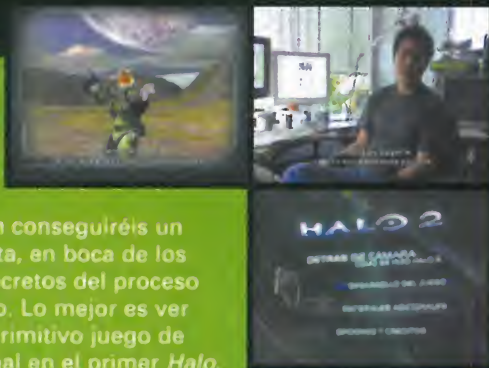 n conseguiréis un
ta, en boca de los
cretos del proceso
o. Lo mejor es ver
rimitivo juego de
al en el primer Halo.
HALO 2
DETRÁS DE CÁMARA
DESARROLLO DEL JUEGO
MATERIALES ADICIONALES
OPCIONES Y CRÉDITOS